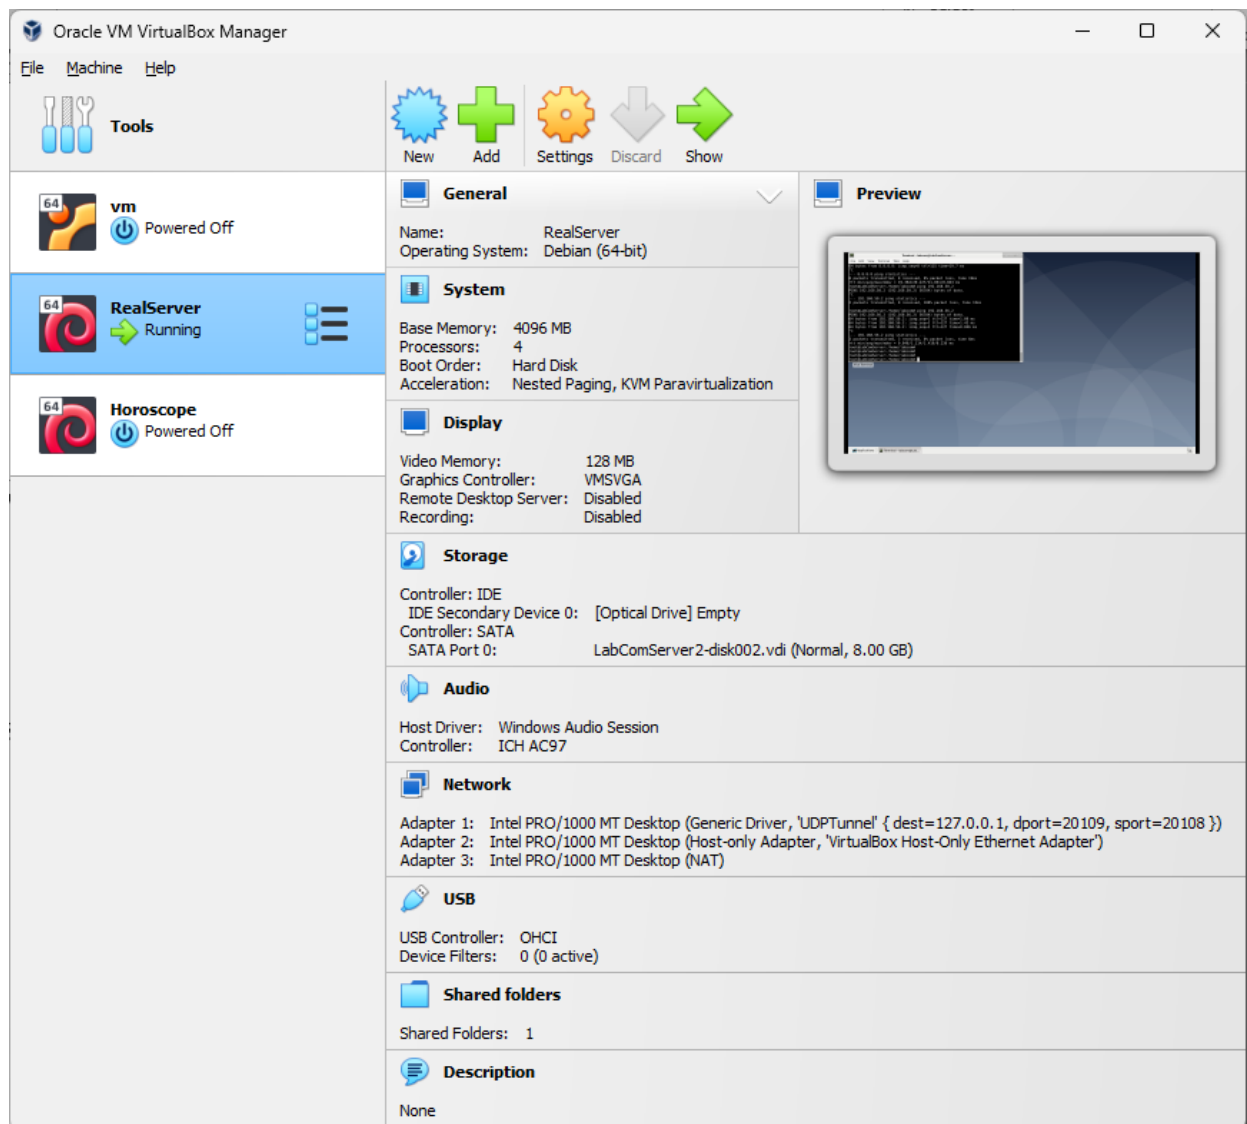 Oracle VM VirtualBox Manager
File Machine Help
Tools
New Add Settings Discard Show
64
vm
Powered Off
64
RealServer
Running
64
Horoscope
Powered Off
General
Name: RealServer
Operating System: Debian (64-bit)
System
Base Memory: 4096 MB
Processors: 4
Boot Order: Hard Disk
Acceleration: Nested Paging, KVM Paravirtualization
Display
Video Memory: 128 MB
Graphics Controller: VMSVGA
Remote Desktop Server: Disabled
Recording: Disabled
Preview
Storage
Controller: IDE
IDE Secondary Device 0: [Optical Drive] Empty
Controller: SATA
SATA Port 0: LabComServer2-disk002.vdi (Normal, 8.00 GB)
Audio
Host Driver: Windows Audio Session
Controller: ICH AC97
Network
Adapter 1: Intel PRO/1000 MT Desktop (Generic Driver, 'UDPTunnel' { dest=127.0.0.1, dport=20109, sport=20108 })
Adapter 2: Intel PRO/1000 MT Desktop (Host-only Adapter, 'VirtualBox Host-Only Ethernet Adapter')
Adapter 3: Intel PRO/1000 MT Desktop (NAT)
USB
USB Controller: OHCI
Device Filters: 0 (0 active)
Shared folders
Shared Folders: 1
Description
None